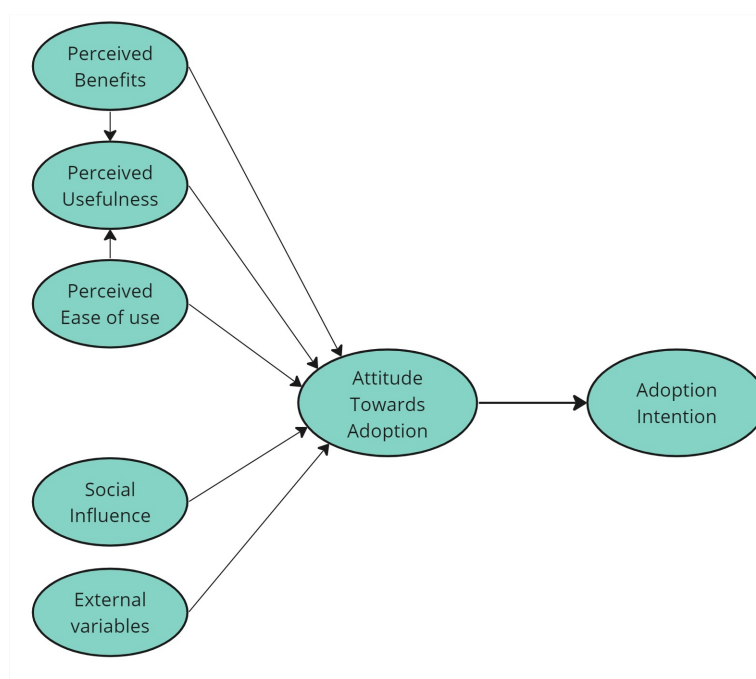 Perceived
Benefits
Perceived
Usefulness
Perceived
Ease of use
Attitude
Towards
Adoption
Adoption
Intention
Social
Influence
External
variables